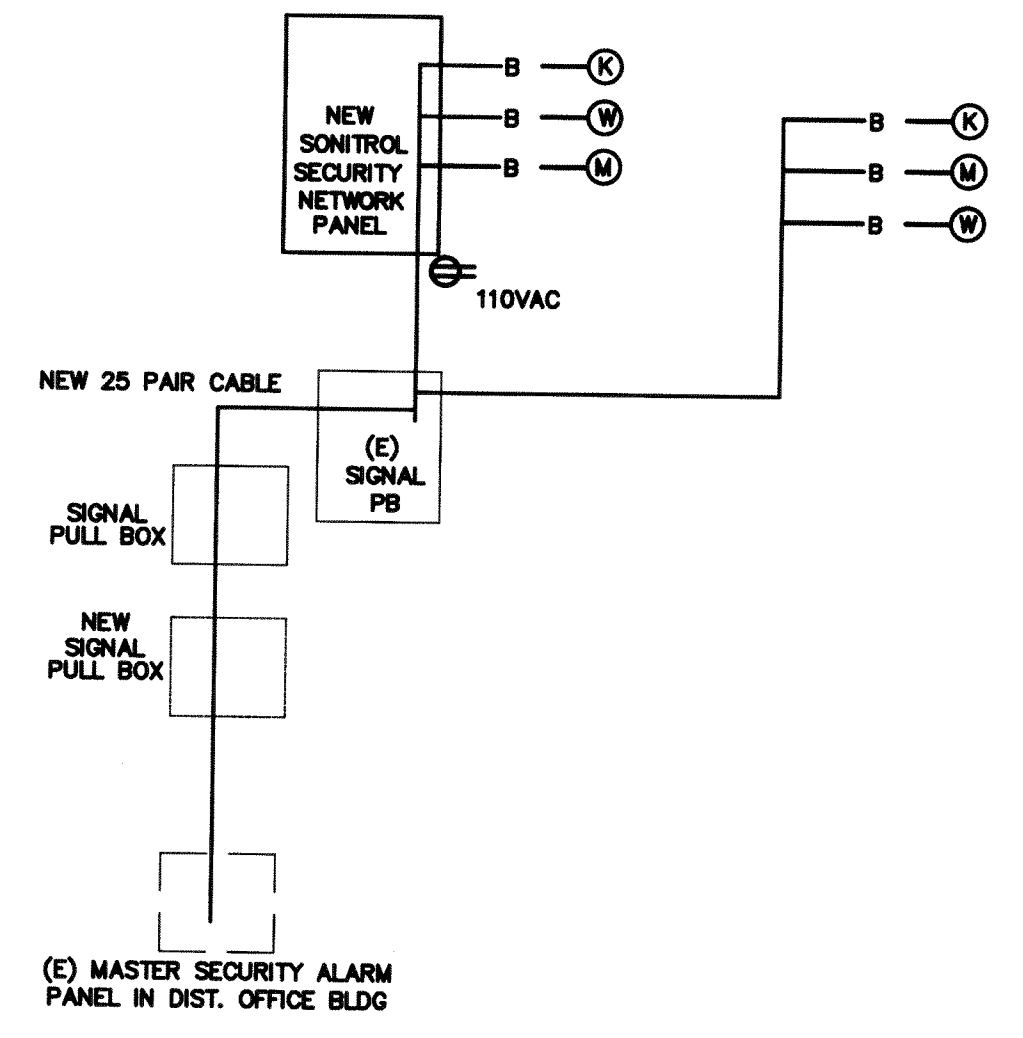 B K
B W
B M
NEW
SONITROL
SECURITY
NETWORK
PANEL
B K
B M
B W
110VAC
NEW 25 PAIR CABLE
(E)
SIGNAL
PB
SIGNAL
PULL BOX
NEW
SIGNAL
PULL BOX
(E) MASTER SECURITY ALARM
PANEL IN DIST. OFFICE BLDG